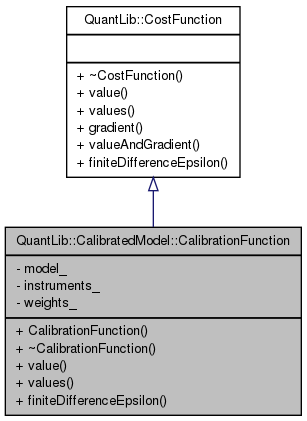 QuantLib::CostFunction
+ ~CostFunction()
+ value()
+ values()
+ gradient()
+ valueAndGradient()
+ finiteDifferenceEpsilon()
QuantLib::CalibratedModel::CalibrationFunction
- model_
- instruments_
- weights_
+ CalibrationFunction()
+ ~CalibrationFunction()
+ value()
+ values()
+ finiteDifferenceEpsilon()